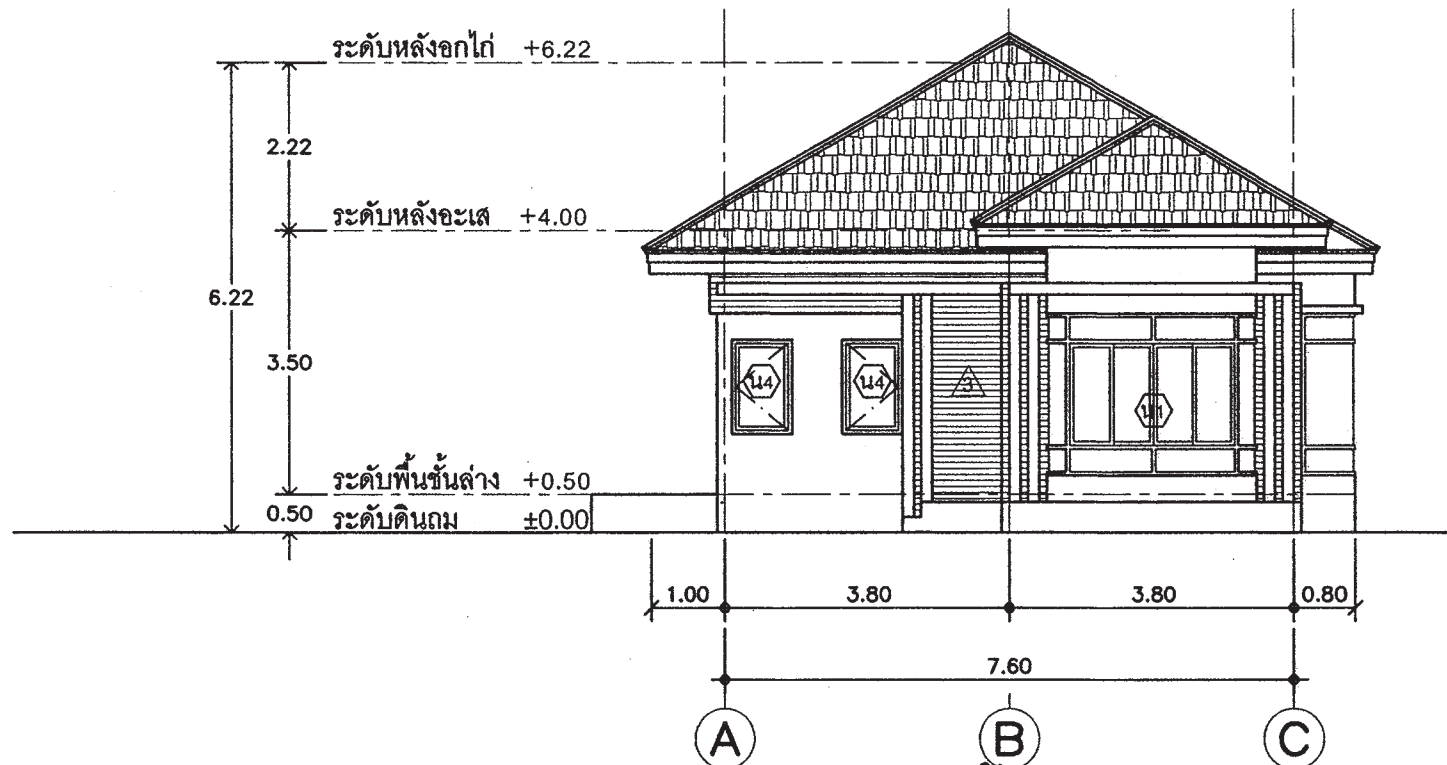 ระดับหลังอกไก่ +6.22
2.22
ระดับหลังอะเส +4.00
6.22
3.50
น4 น4 3 น1
ระดับพื้นชั้นล่าง +0.50
0.50 ระดับดินถม ±0.00
1.00 3.80 3.80 0.80
7.60
A B C